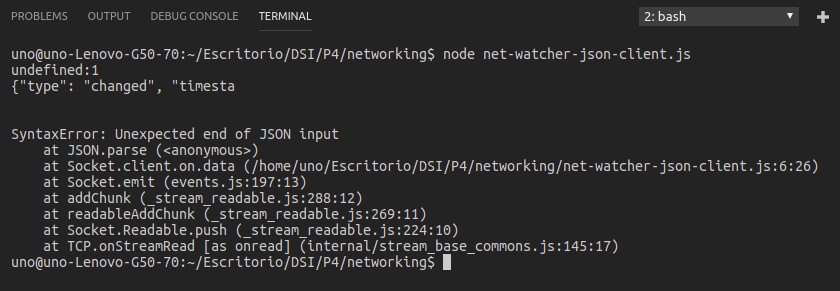 PROBLEMS OUTPUT DEBUG CONSOLE TERMINAL 2: bash
uno@uno-Lenovo-G50-70:~/Escritorio/DSI/P4/networking$ node net-watcher-json-client.js
undefined:1
{"type": "changed", "timesta
SyntaxError: Unexpected end of JSON input
    at JSON.parse (<anonymous>)
    at Socket.client.on.data (/home/uno/Escritorio/DSI/P4/networking/net-watcher-json-client.js:6:26)
    at Socket.emit (events.js:197:13)
    at addChunk (_stream_readable.js:288:12)
    at readableAddChunk (_stream_readable.js:269:11)
    at Socket.Readable.push (_stream_readable.js:224:10)
    at TCP.onStreamRead [as onread] (internal/stream_base_commons.js:145:17)
uno@uno-Lenovo-G50-70:~/Escritorio/DSI/P4/networking$